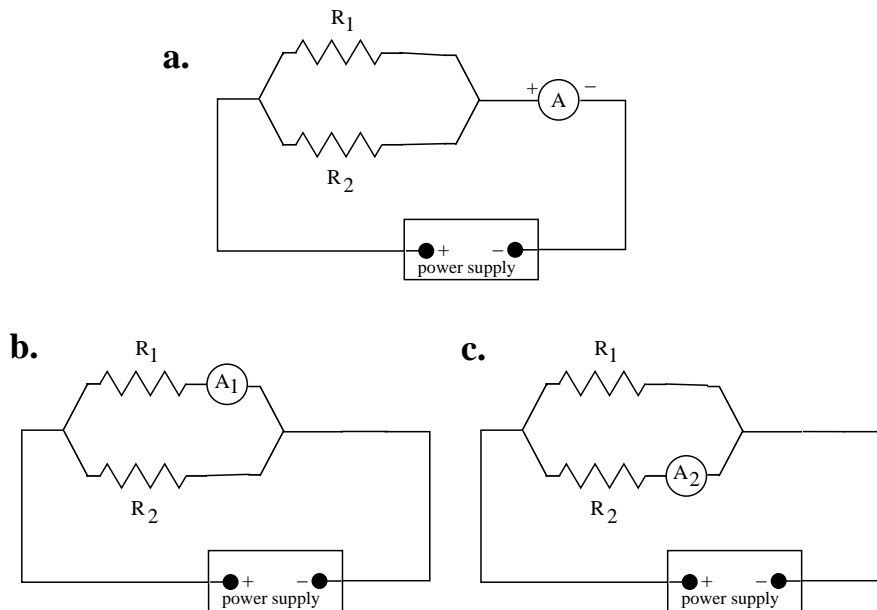 a.
R1
+ A −
R2
+ −
power supply
b.
R1
A1
R2
+ −
power supply
c.
R1
R2
A2
+ −
power supply